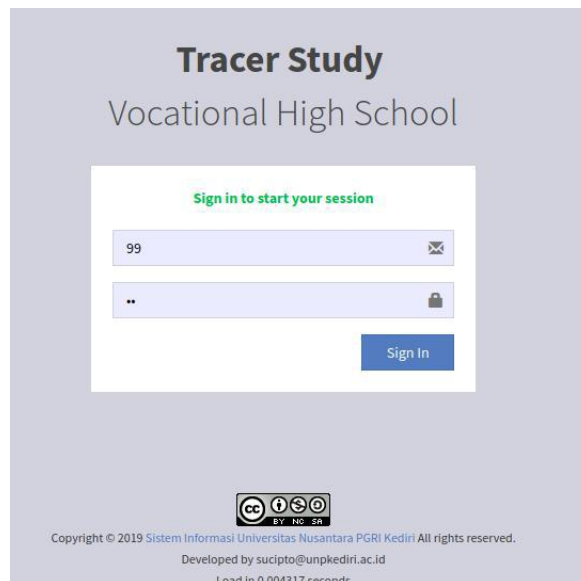 Tracer Study
Vocational High School
Sign in to start your session
99
••
Sign In
cc BY NC SA
Copyright © 2019 Sistem Informasi Universitas Nusantara PGRI Kediri All rights reserved.
Developed by sucipto@unpkediri.ac.id
Load in 0.004317 seconds